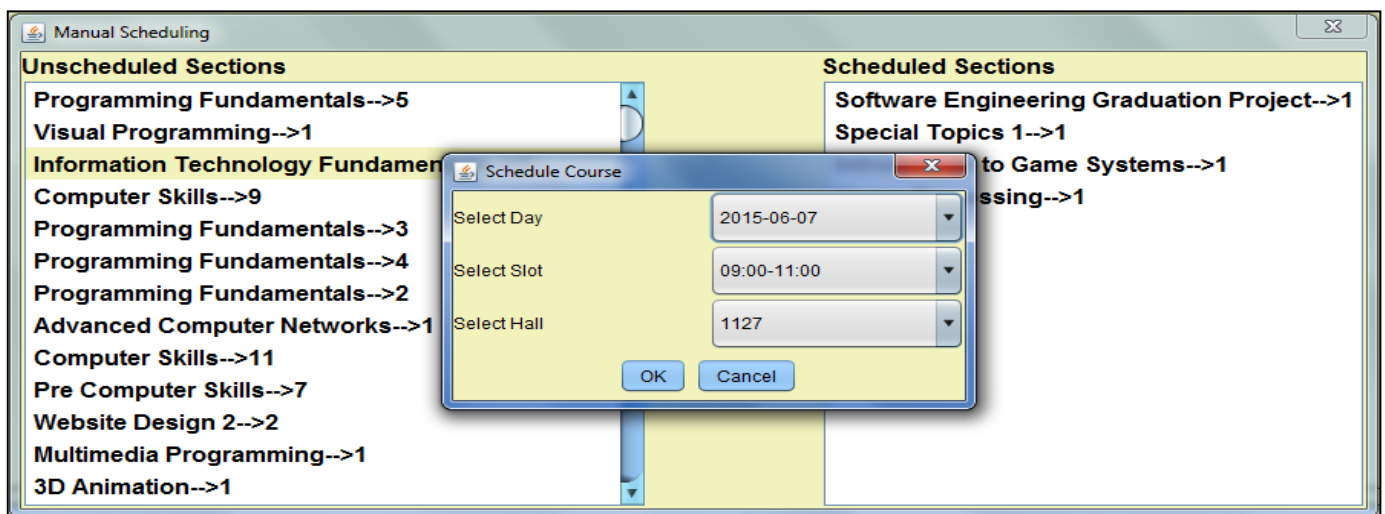 Manual Scheduling
Unscheduled Sections
Programming Fundamentals-->5
Visual Programming-->1
Information Technology Fundamen
Computer Skills-->9
Programming Fundamentals-->3
Programming Fundamentals-->4
Programming Fundamentals-->2
Advanced Computer Networks-->1
Computer Skills-->11
Pre Computer Skills-->7
Website Design 2-->2
Multimedia Programming-->1
3D Animation-->1
Scheduled Sections
Software Engineering Graduation Project-->1
Special Topics 1-->1
to Game Systems-->1
ssing-->1
Schedule Course
Select Day
2015-06-07
Select Slot
09:00-11:00
Select Hall
1127
OK
Cancel